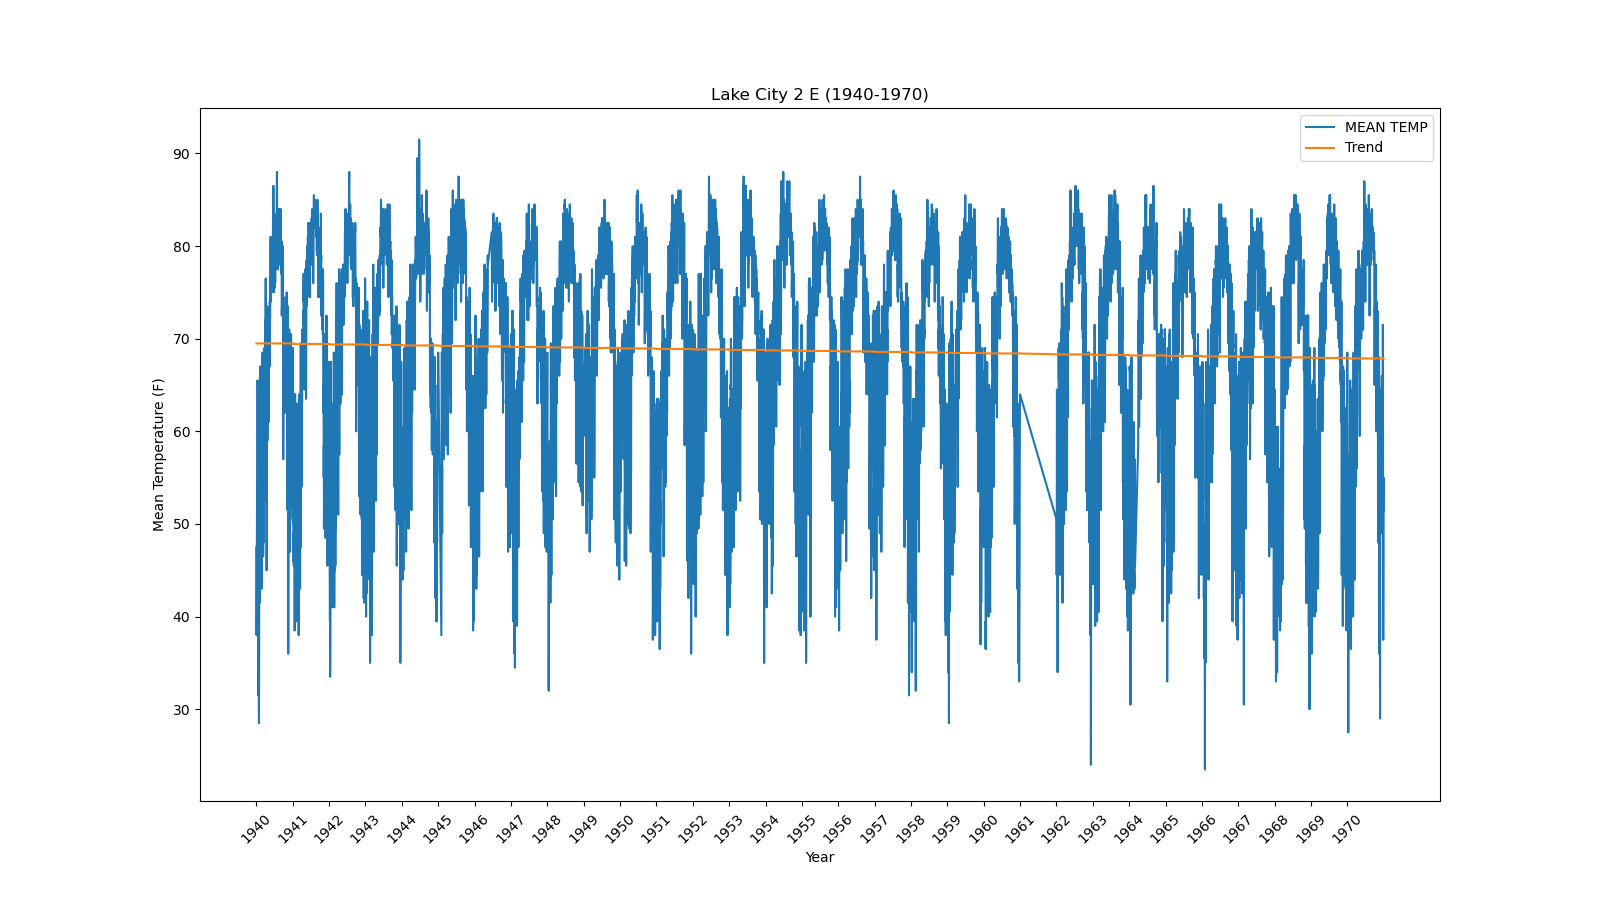 Lake City 2 E (1940-1970)
MEAN TEMP
Trend
90
80
70
60
50
40
30
Mean Temperature (F)
1940 1941 1942 1943 1944 1945 1946 1947 1948 1949 1950 1951 1952 1953 1954 1955 1956 1957 1958 1959 1960 1961 1962 1963 1964 1965 1966 1967 1968 1969 1970
Year